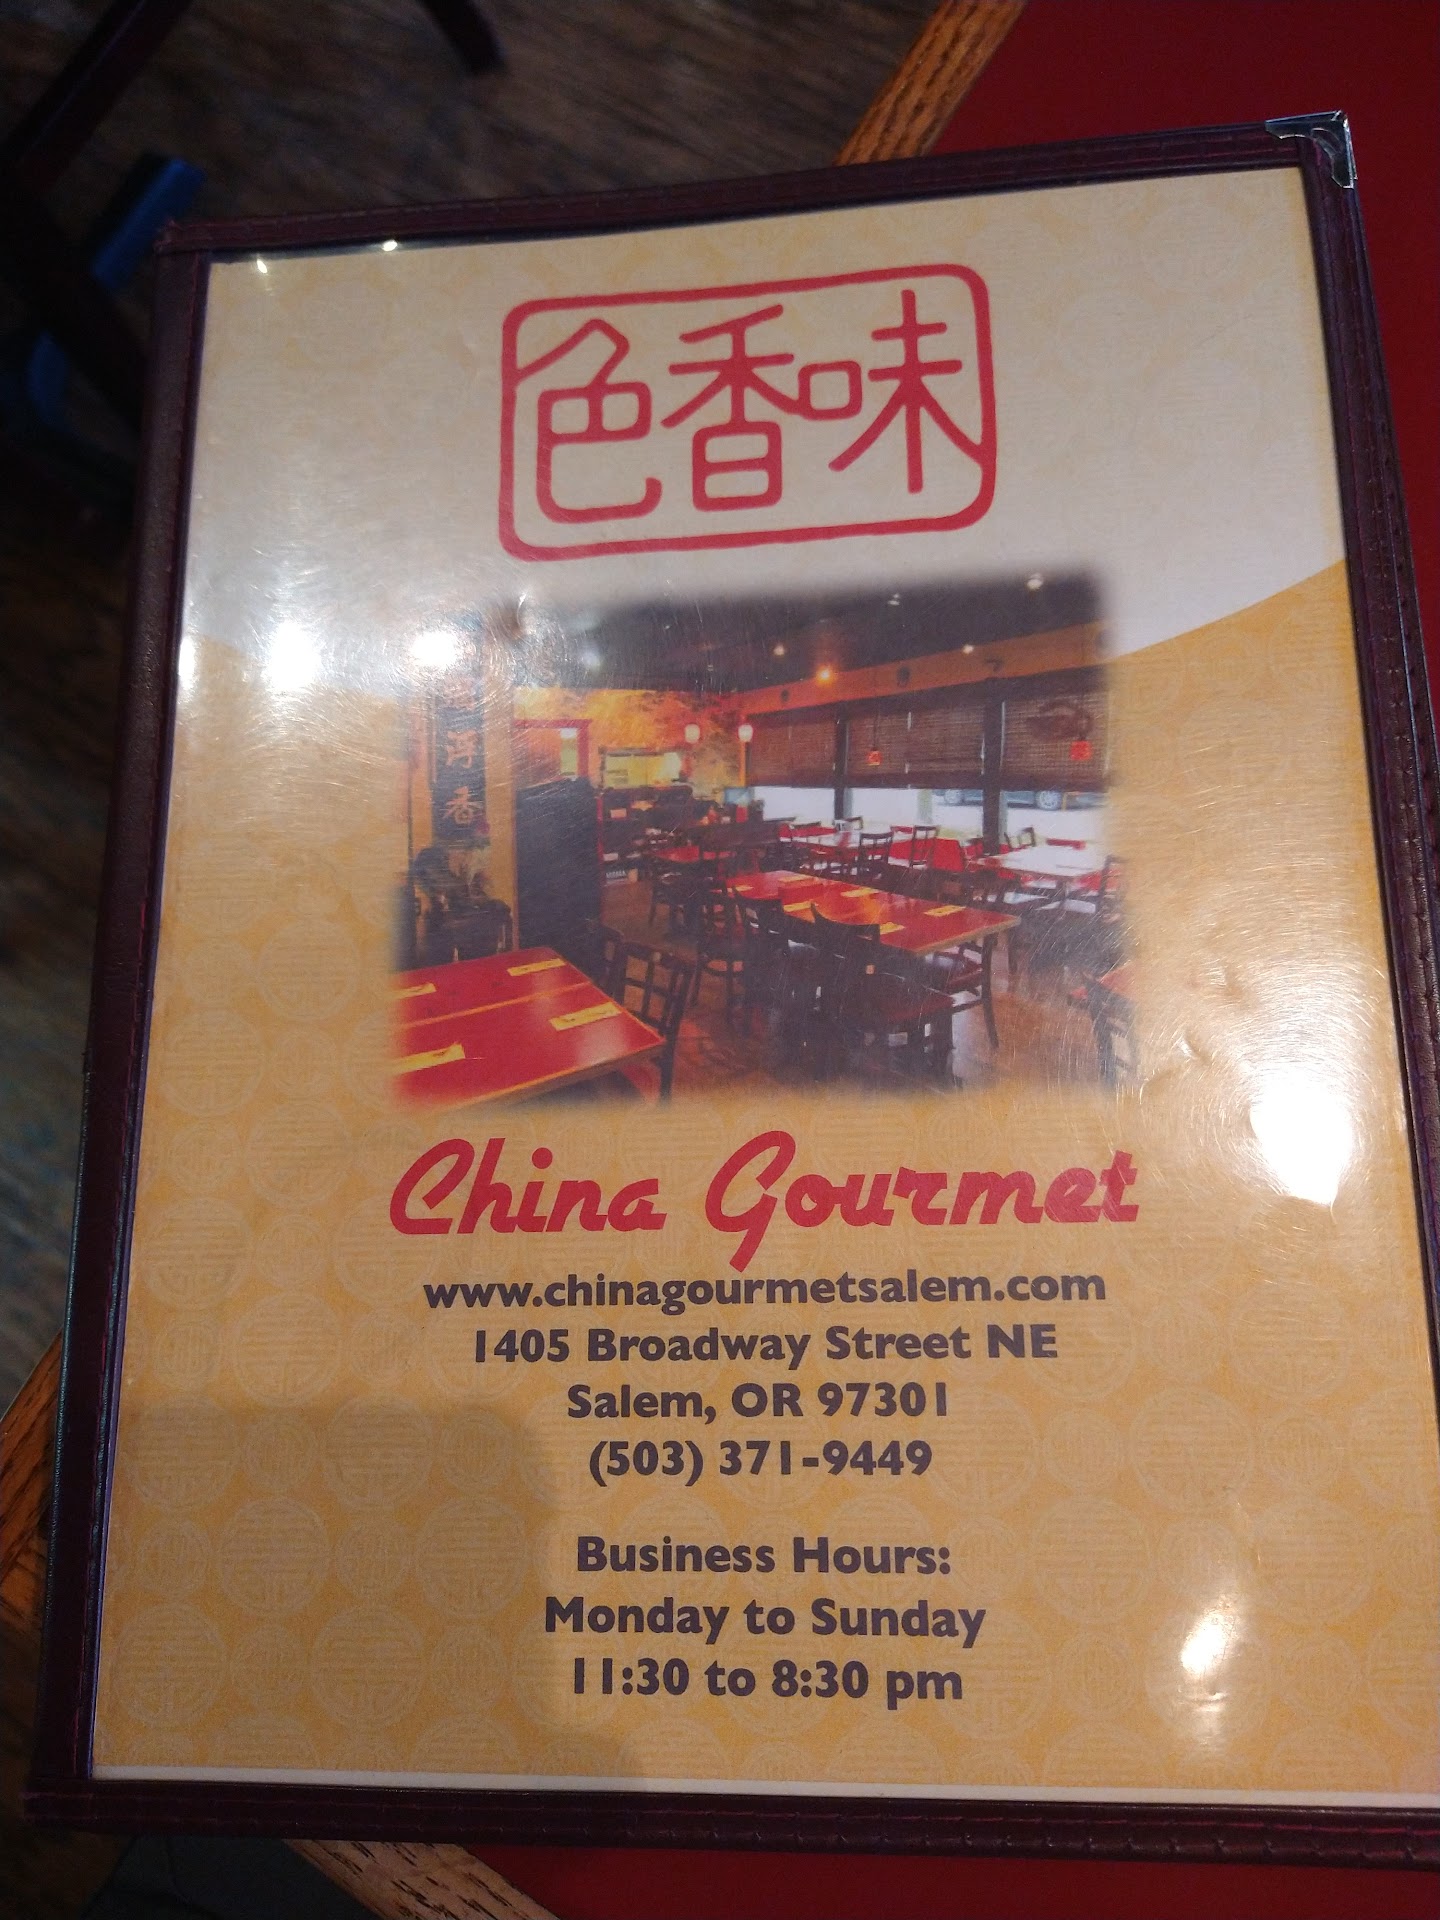 色香味
香
China Gourmet
www.chinagourmetsalem.com
1405 Broadway Street NE
Salem, OR 97301
(503) 371-9449
Business Hours:
Monday to Sunday
11:30 to 8:30 pm